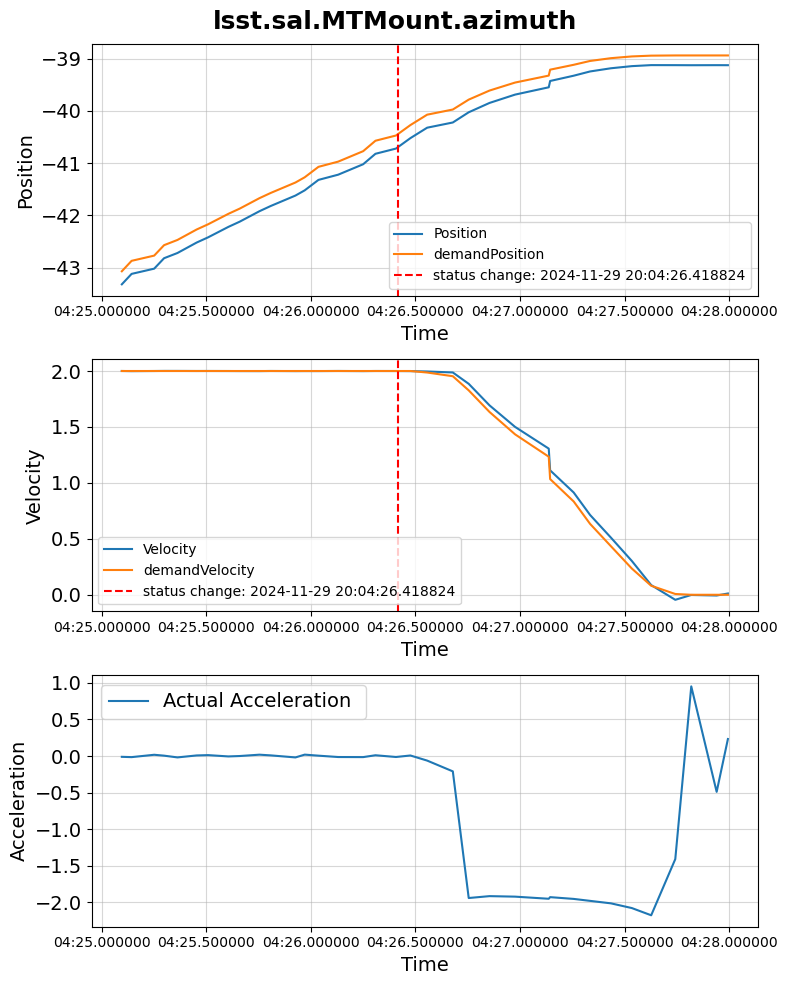 lsst.sal.MTMount.azimuth
Position
−39
−40
−41
−42
−43
Position
demandPosition
status change: 2024-11-29 20:04:26.418824
04:25.000000 04:25.500000 04:26.000000 04:26.500000 04:27.000000 04:27.500000 04:28.000000
Time
Velocity
2.0
1.5
1.0
0.5
0.0
Velocity
demandVelocity
status change: 2024-11-29 20:04:26.418824
04:25.000000 04:25.500000 04:26.000000 04:26.500000 04:27.000000 04:27.500000 04:28.000000
Time
Acceleration
1.0
0.5
0.0
−0.5
−1.0
−1.5
−2.0
Actual Acceleration
04:25.000000 04:25.500000 04:26.000000 04:26.500000 04:27.000000 04:27.500000 04:28.000000
Time